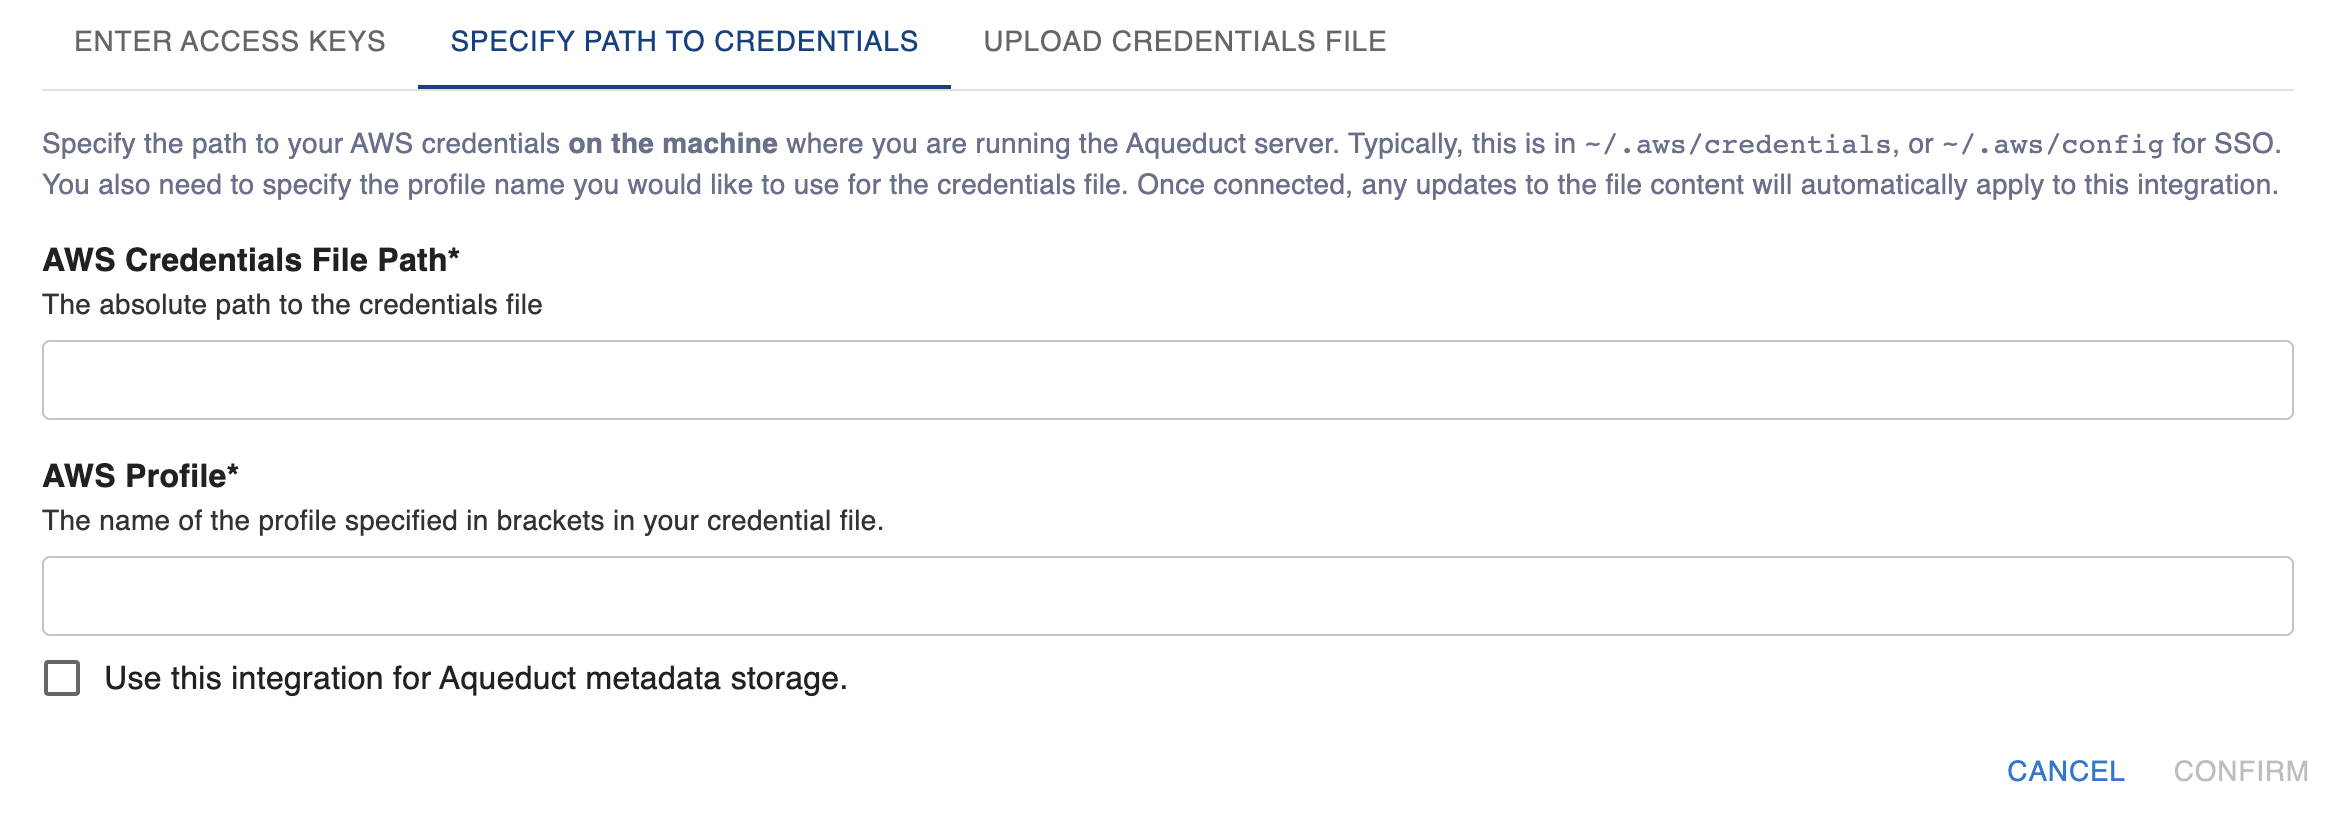 ENTER ACCESS KEYS SPECIFY PATH TO CREDENTIALS UPLOAD CREDENTIALS FILE
Specify the path to your AWS credentials on the machine where you are running the Aqueduct server. Typically, this is in ~/.aws/credentials, or ~/.aws/config for SSO.
You also need to specify the profile name you would like to use for the credentials file. Once connected, any updates to the file content will automatically apply to this integration.
AWS Credentials File Path*
The absolute path to the credentials file
AWS Profile*
The name of the profile specified in brackets in your credential file.
Use this integration for Aqueduct metadata storage.
CANCEL CONFIRM